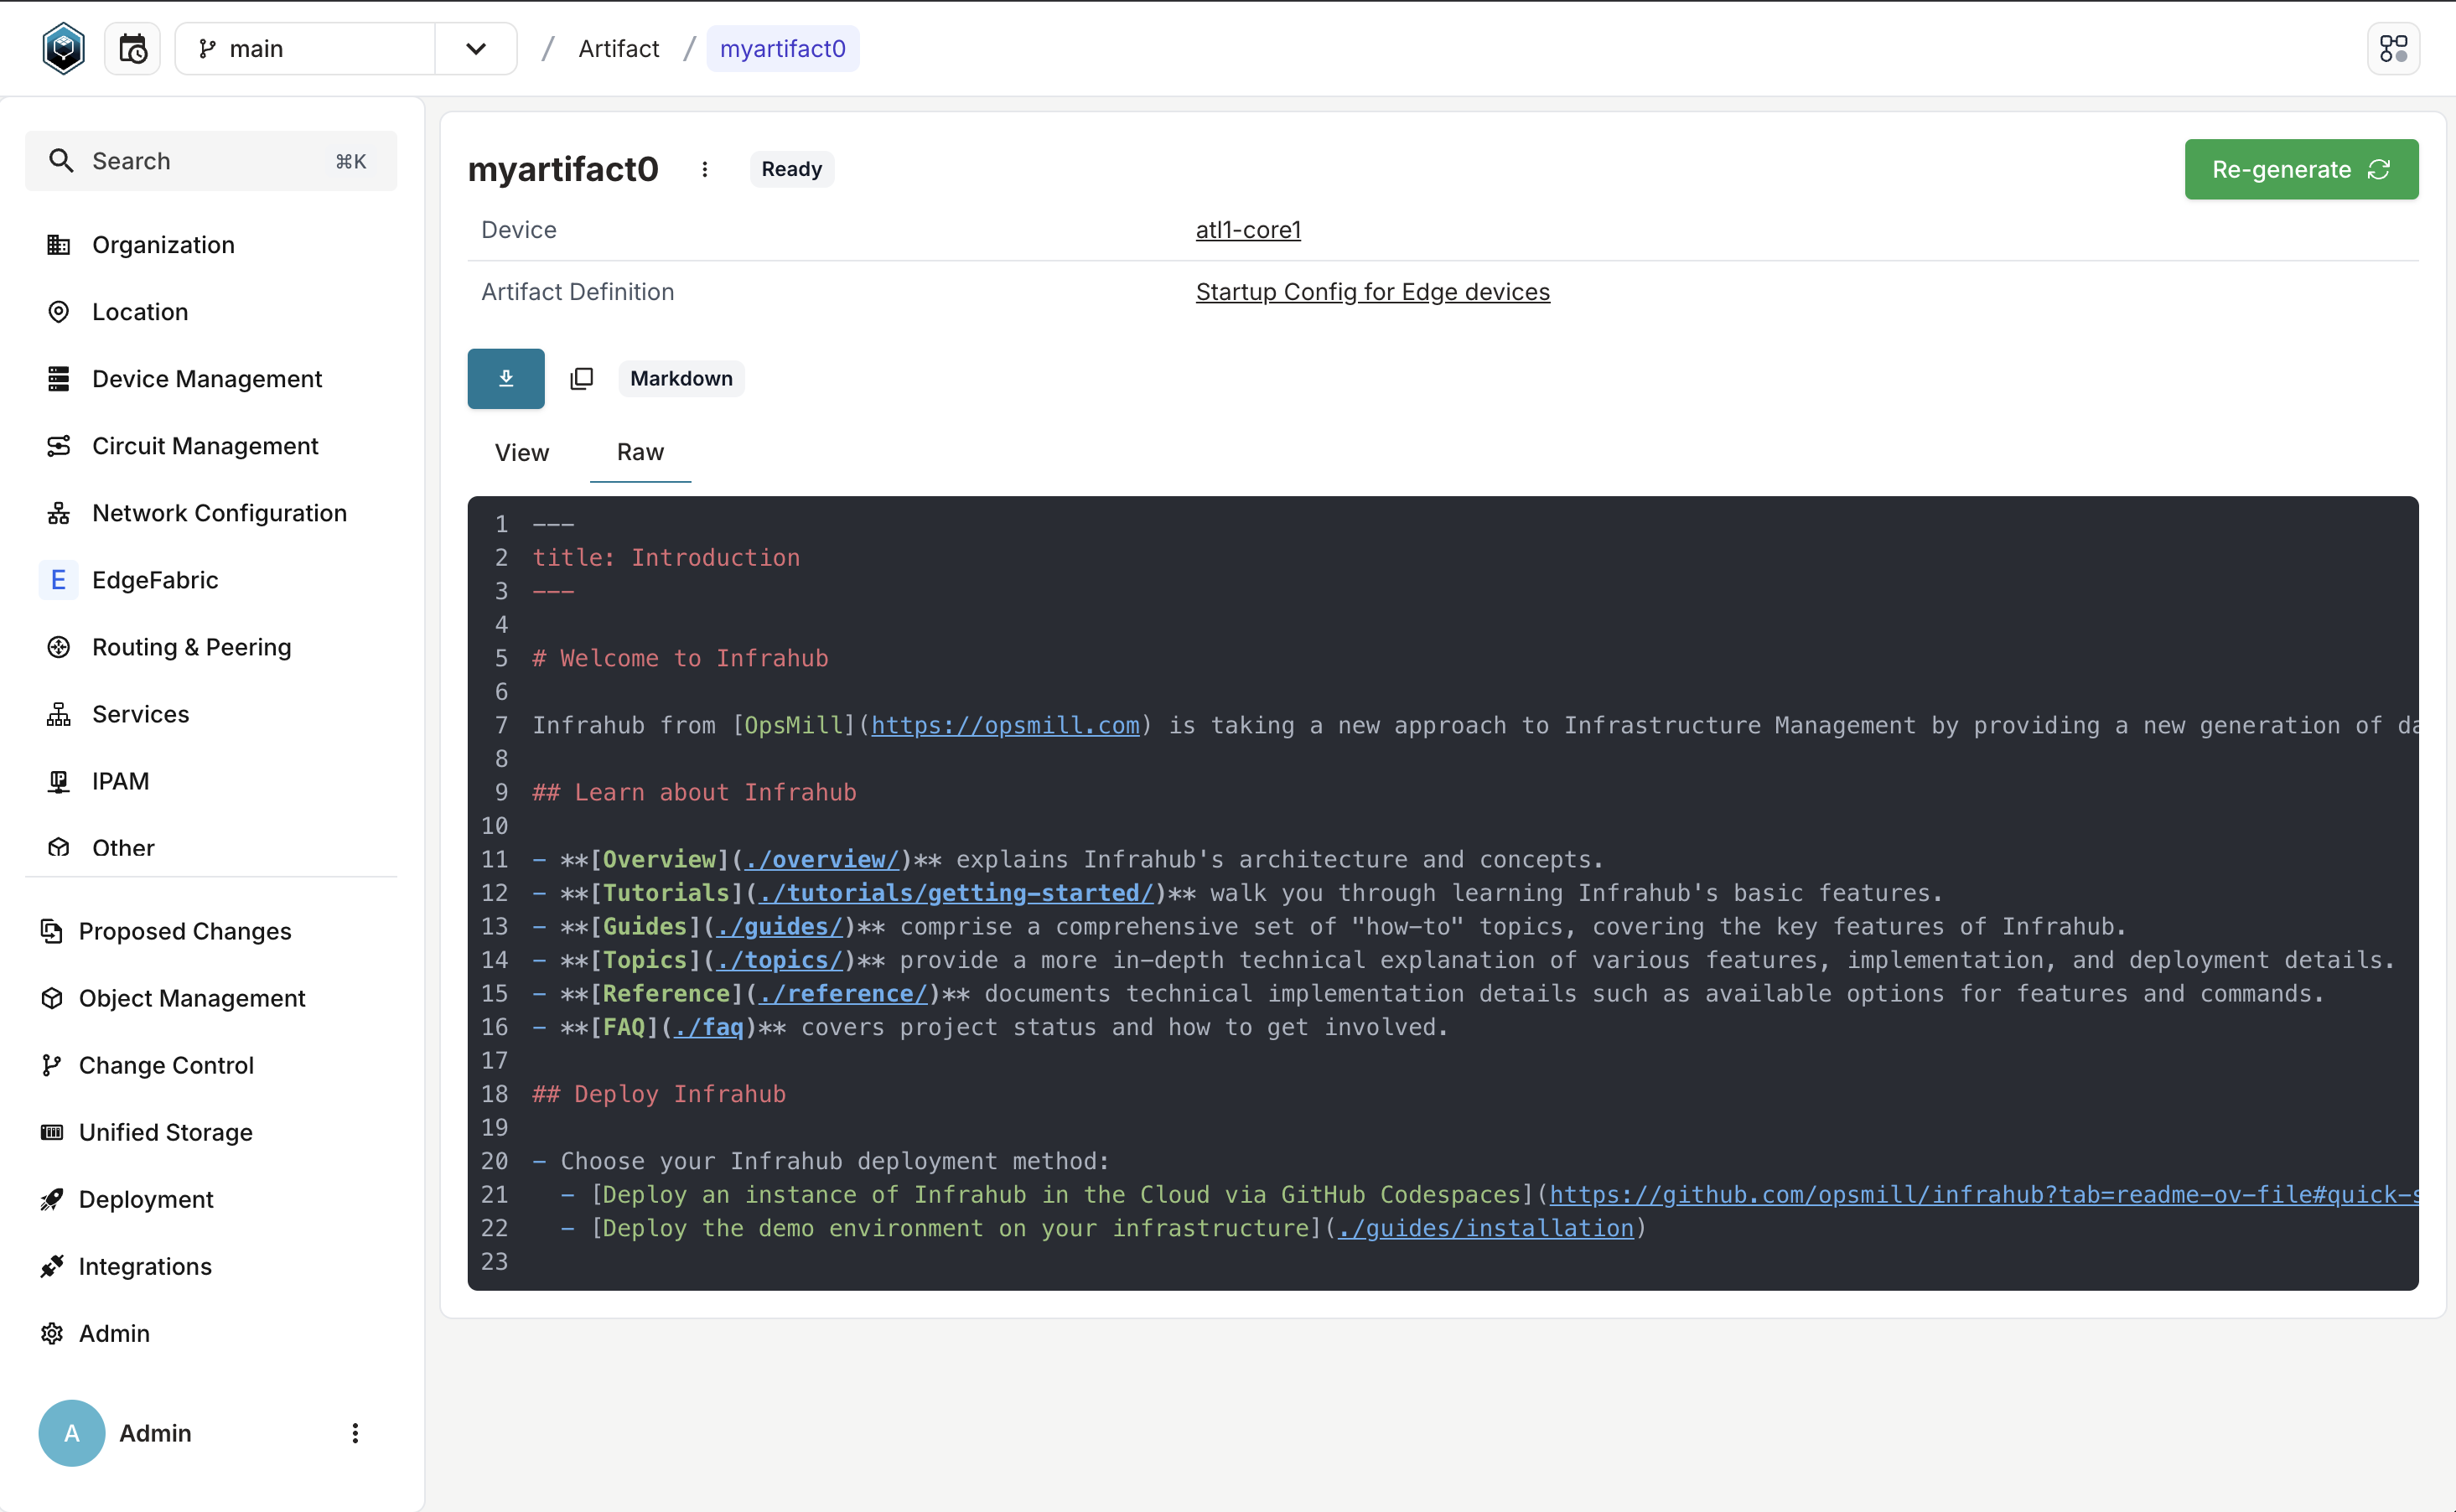 main / Artifact / myartifact0
Search ⌘K
Organization
Location
Device Management
Circuit Management
Network Configuration
E EdgeFabric
Routing & Peering
Services
IPAM
Other
Proposed Changes
Object Management
Change Control
Unified Storage
Deployment
Integrations
Admin
A Admin
myartifact0 Ready
Re-generate
Device atl1-core1
Artifact Definition Startup Config for Edge devices
Markdown
View Raw
1 ---
2 title: Introduction
3 ---
4
5 # Welcome to Infrahub
6
7 Infrahub from [OpsMill](https://opsmill.com) is taking a new approach to Infrastructure Management by providing a new generation of da
8
9 ## Learn about Infrahub
10
11 - **[Overview](./overview/)** explains Infrahub's architecture and concepts.
12 - **[Tutorials](./tutorials/getting-started/)** walk you through learning Infrahub's basic features.
13 - **[Guides](./guides/)** comprise a comprehensive set of "how-to" topics, covering the key features of Infrahub.
14 - **[Topics](./topics/)** provide a more in-depth technical explanation of various features, implementation, and deployment details.
15 - **[Reference](./reference/)** documents technical implementation details such as available options for features and commands.
16 - **[FAQ](./faq)** covers project status and how to get involved.
17
18 ## Deploy Infrahub
19
20 - Choose your Infrahub deployment method:
21   - [Deploy an instance of Infrahub in the Cloud via GitHub Codespaces](https://github.com/opsmill/infrahub?tab=readme-ov-file#quick-s
22   - [Deploy the demo environment on your infrastructure](./guides/installation)
23